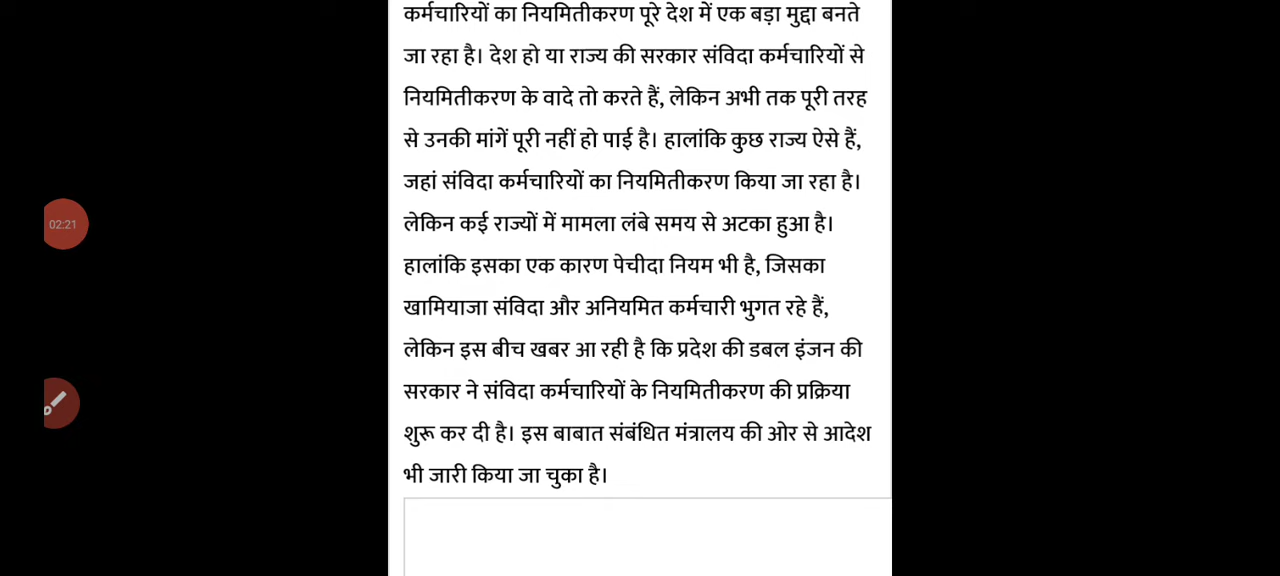 कर्मचारियों का नियमितीकरण पूरे देश में एक बड़ा मुद्दा बनते
जा रहा है। देश हो या राज्य की सरकार संविदा कर्मचारियों से
नियमितीकरण के वादे तो करते हैं, लेकिन अभी तक पूरी तरह
से उनकी मांगें पूरी नहीं हो पाई है। हालांकि कुछ राज्य ऐसे हैं,
जहां संविदा कर्मचारियों का नियमितीकरण किया जा रहा है।
लेकिन कई राज्यों में मामला लंबे समय से अटका हुआ है।
हालांकि इसका एक कारण पेचीदा नियम भी है, जिसका
खामियाजा संविदा और अनियमित कर्मचारी भुगत रहे हैं,
लेकिन इस बीच खबर आ रही है कि प्रदेश की डबल इंजन की
सरकार ने संविदा कर्मचारियों के नियमितीकरण की प्रक्रिया
शुरू कर दी है। इस बाबात संबंधित मंत्रालय की ओर से आदेश
भी जारी किया जा चुका है।
02:21